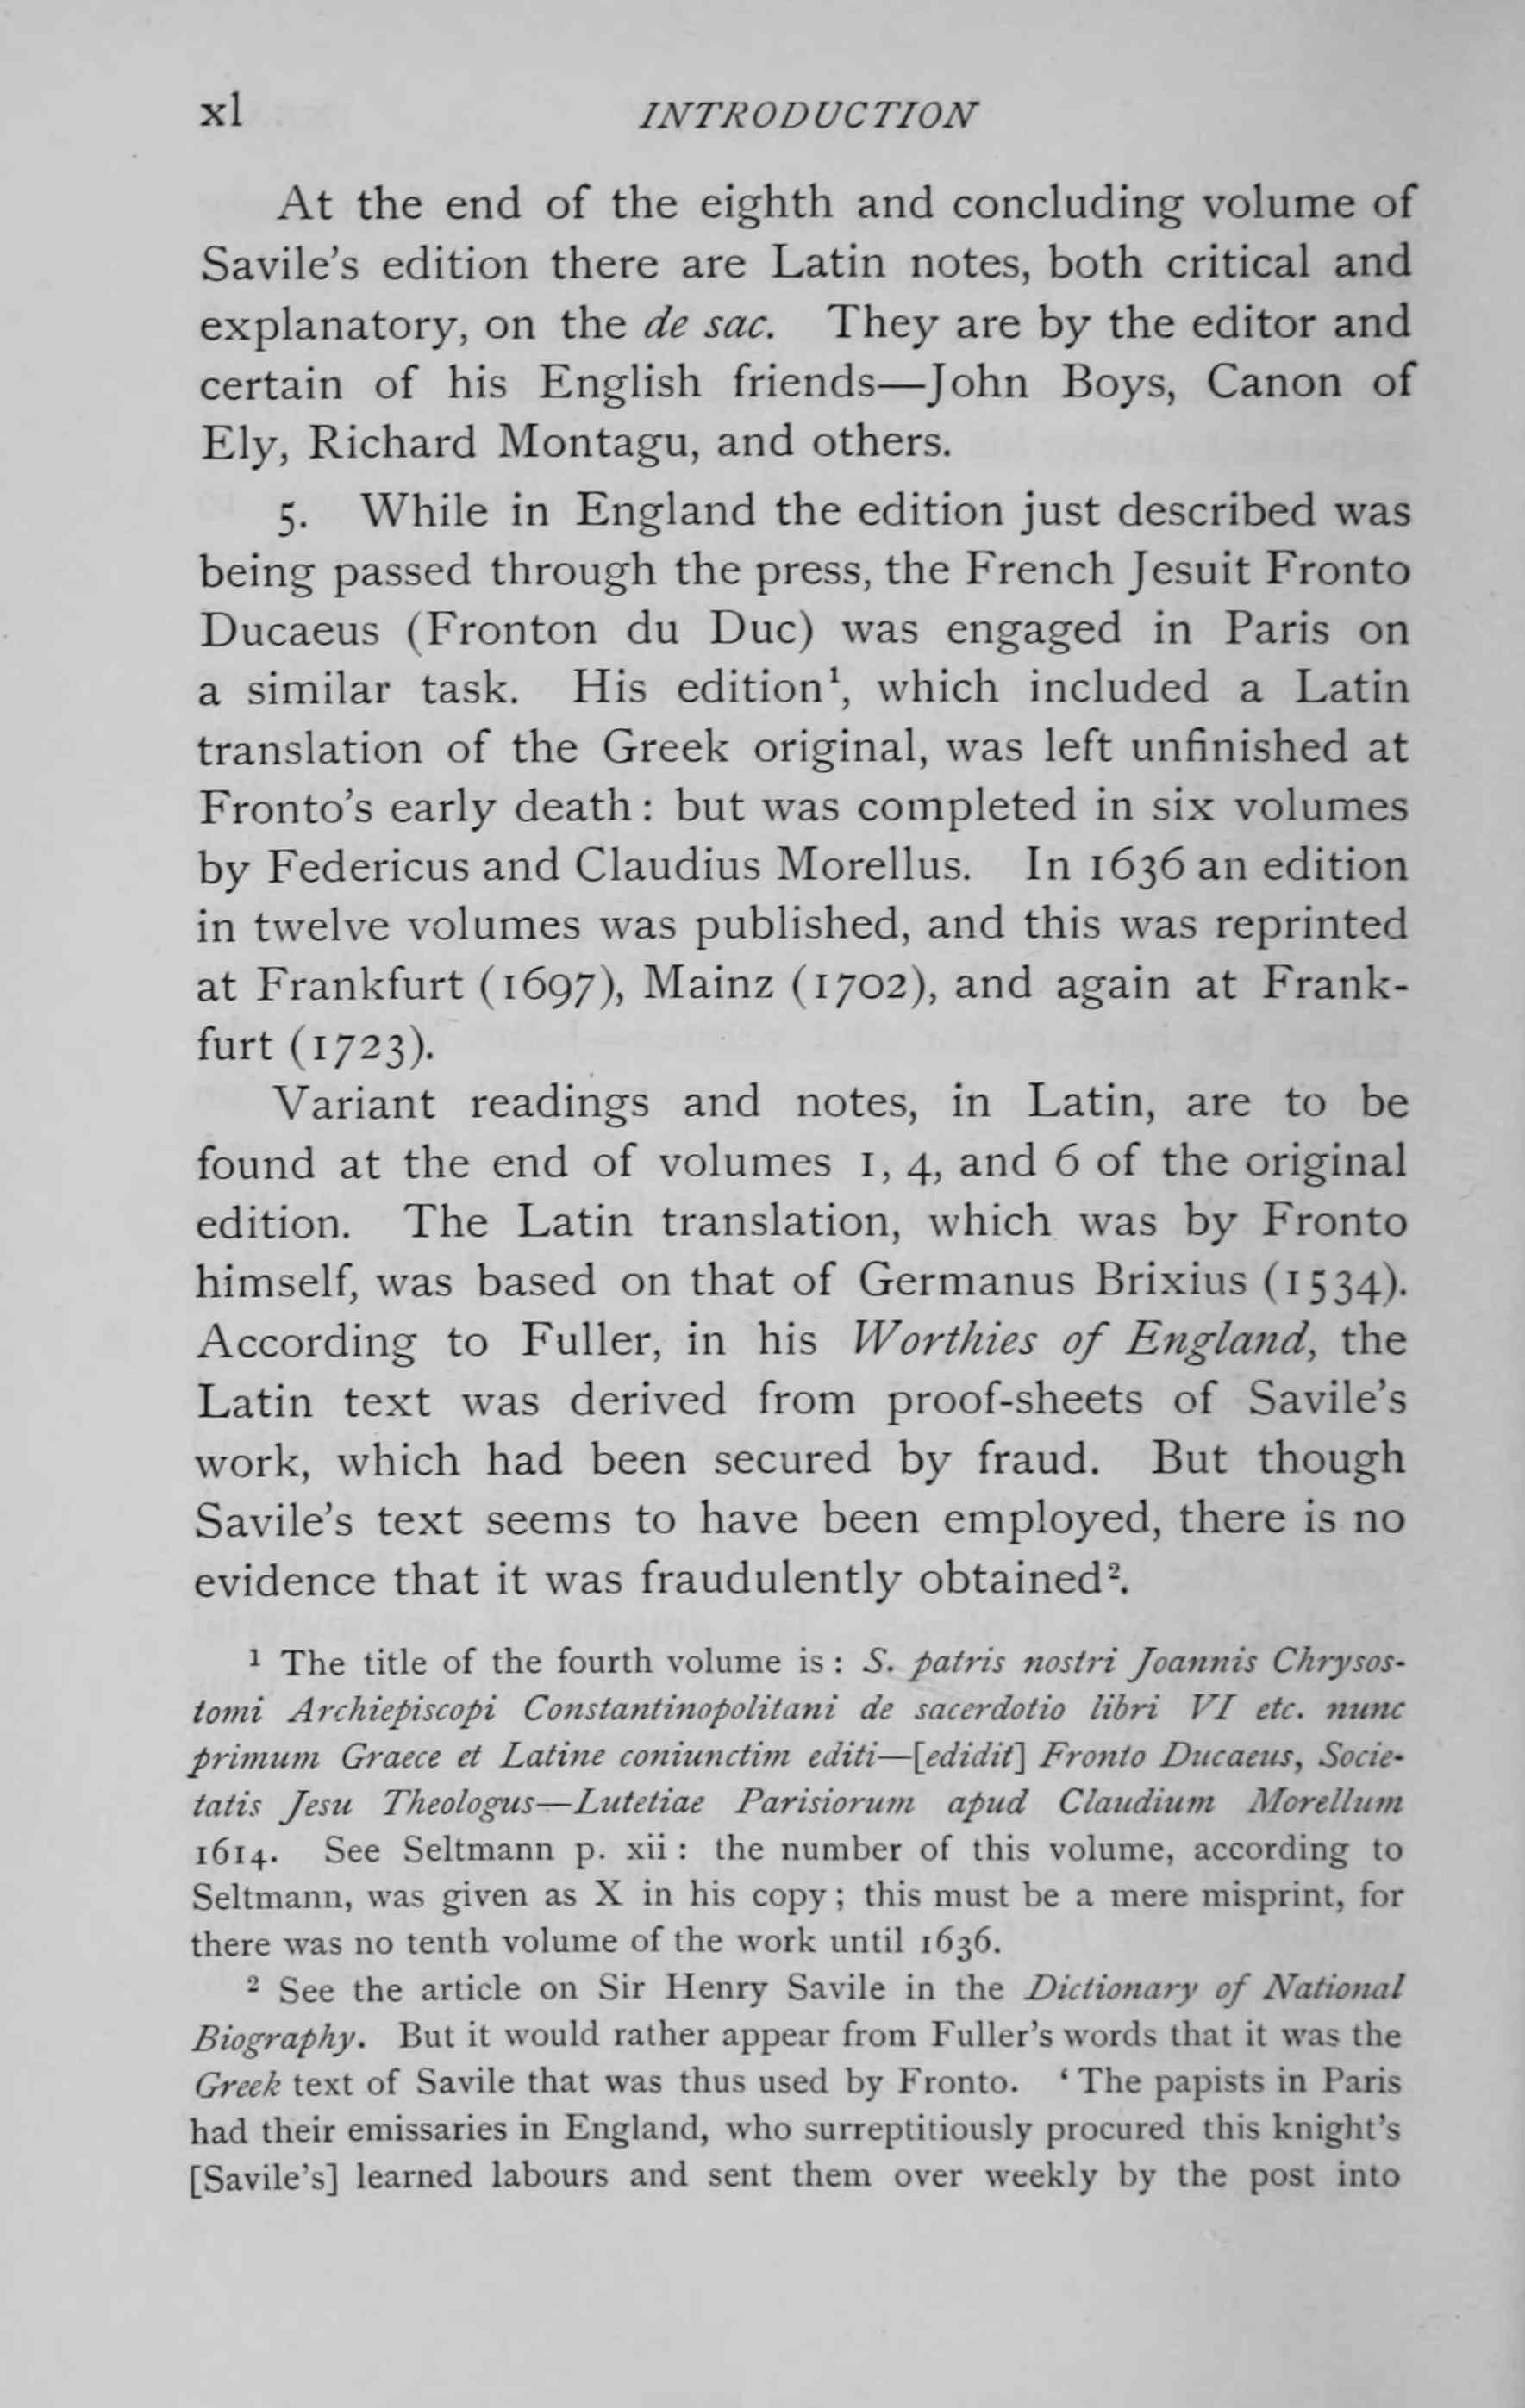 xl INTRODUCTION
At the end of the eighth and concluding volume of
Savile's edition there are Latin notes, both critical and
explanatory, on the de sac. They are by the editor and
certain of his English friends—John Boys, Canon of
Ely, Richard Montagu, and others.
5. While in England the edition just described was
being passed through the press, the French Jesuit Fronto
Ducaeus (Fronton du Duc) was engaged in Paris on
a similar task. His edition¹, which included a Latin
translation of the Greek original, was left unfinished at
Fronto's early death: but was completed in six volumes
by Federicus and Claudius Morellus. In 1636 an edition
in twelve volumes was published, and this was reprinted
at Frankfurt (1697), Mainz (1702), and again at Frank-
furt (1723).
Variant readings and notes, in Latin, are to be
found at the end of volumes 1, 4, and 6 of the original
edition. The Latin translation, which was by Fronto
himself, was based on that of Germanus Brixius (1534).
According to Fuller, in his Worthies of England, the
Latin text was derived from proof-sheets of Savile's
work, which had been secured by fraud. But though
Savile's text seems to have been employed, there is no
evidence that it was fraudulently obtained².
¹ The title of the fourth volume is: S. patris nostri Joannis Chrysos-
tomi Archiepiscopi Constantinopolitani de sacerdotio libri VI etc. nunc
primum Graece et Latine coniunctim editi—[edidit] Fronto Ducaeus, Socie-
tatis Jesu Theologus—Lutetiae Parisiorum apud Claudium Morellum
1614. See Seltmann p. xii: the number of this volume, according to
Seltmann, was given as X in his copy; this must be a mere misprint, for
there was no tenth volume of the work until 1636.
² See the article on Sir Henry Savile in the Dictionary of National
Biography. But it would rather appear from Fuller's words that it was the
Greek text of Savile that was thus used by Fronto. 'The papists in Paris
had their emissaries in England, who surreptitiously procured this knight's
[Savile's] learned labours and sent them over weekly by the post into